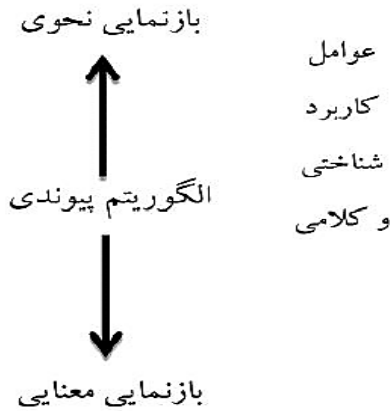 بازنمایی نحوی
عوامل
کاربرد
شناختی
و کلامی
الگوریتم پیوندی
بازنمایی معنایی